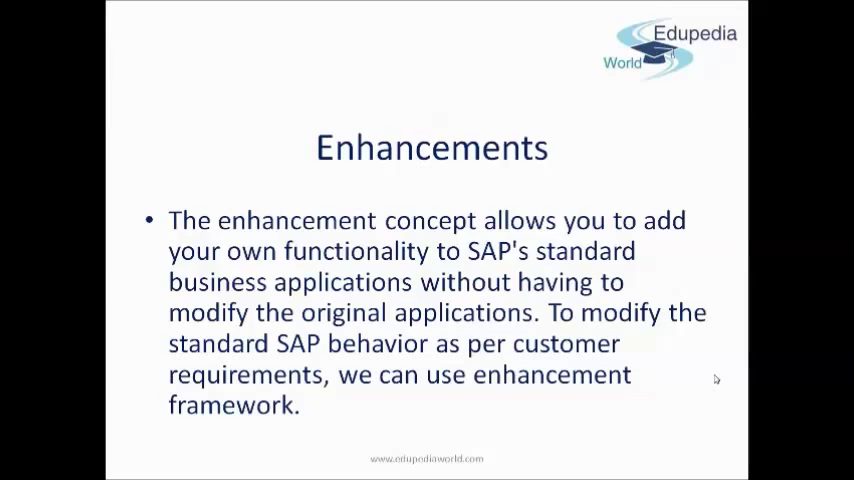 Edupedia
World
Enhancements
• The enhancement concept allows you to add
your own functionality to SAP's standard
business applications without having to
modify the original applications. To modify the
standard SAP behavior as per customer
requirements, we can use enhancement
framework.
www.edupediaworld.com